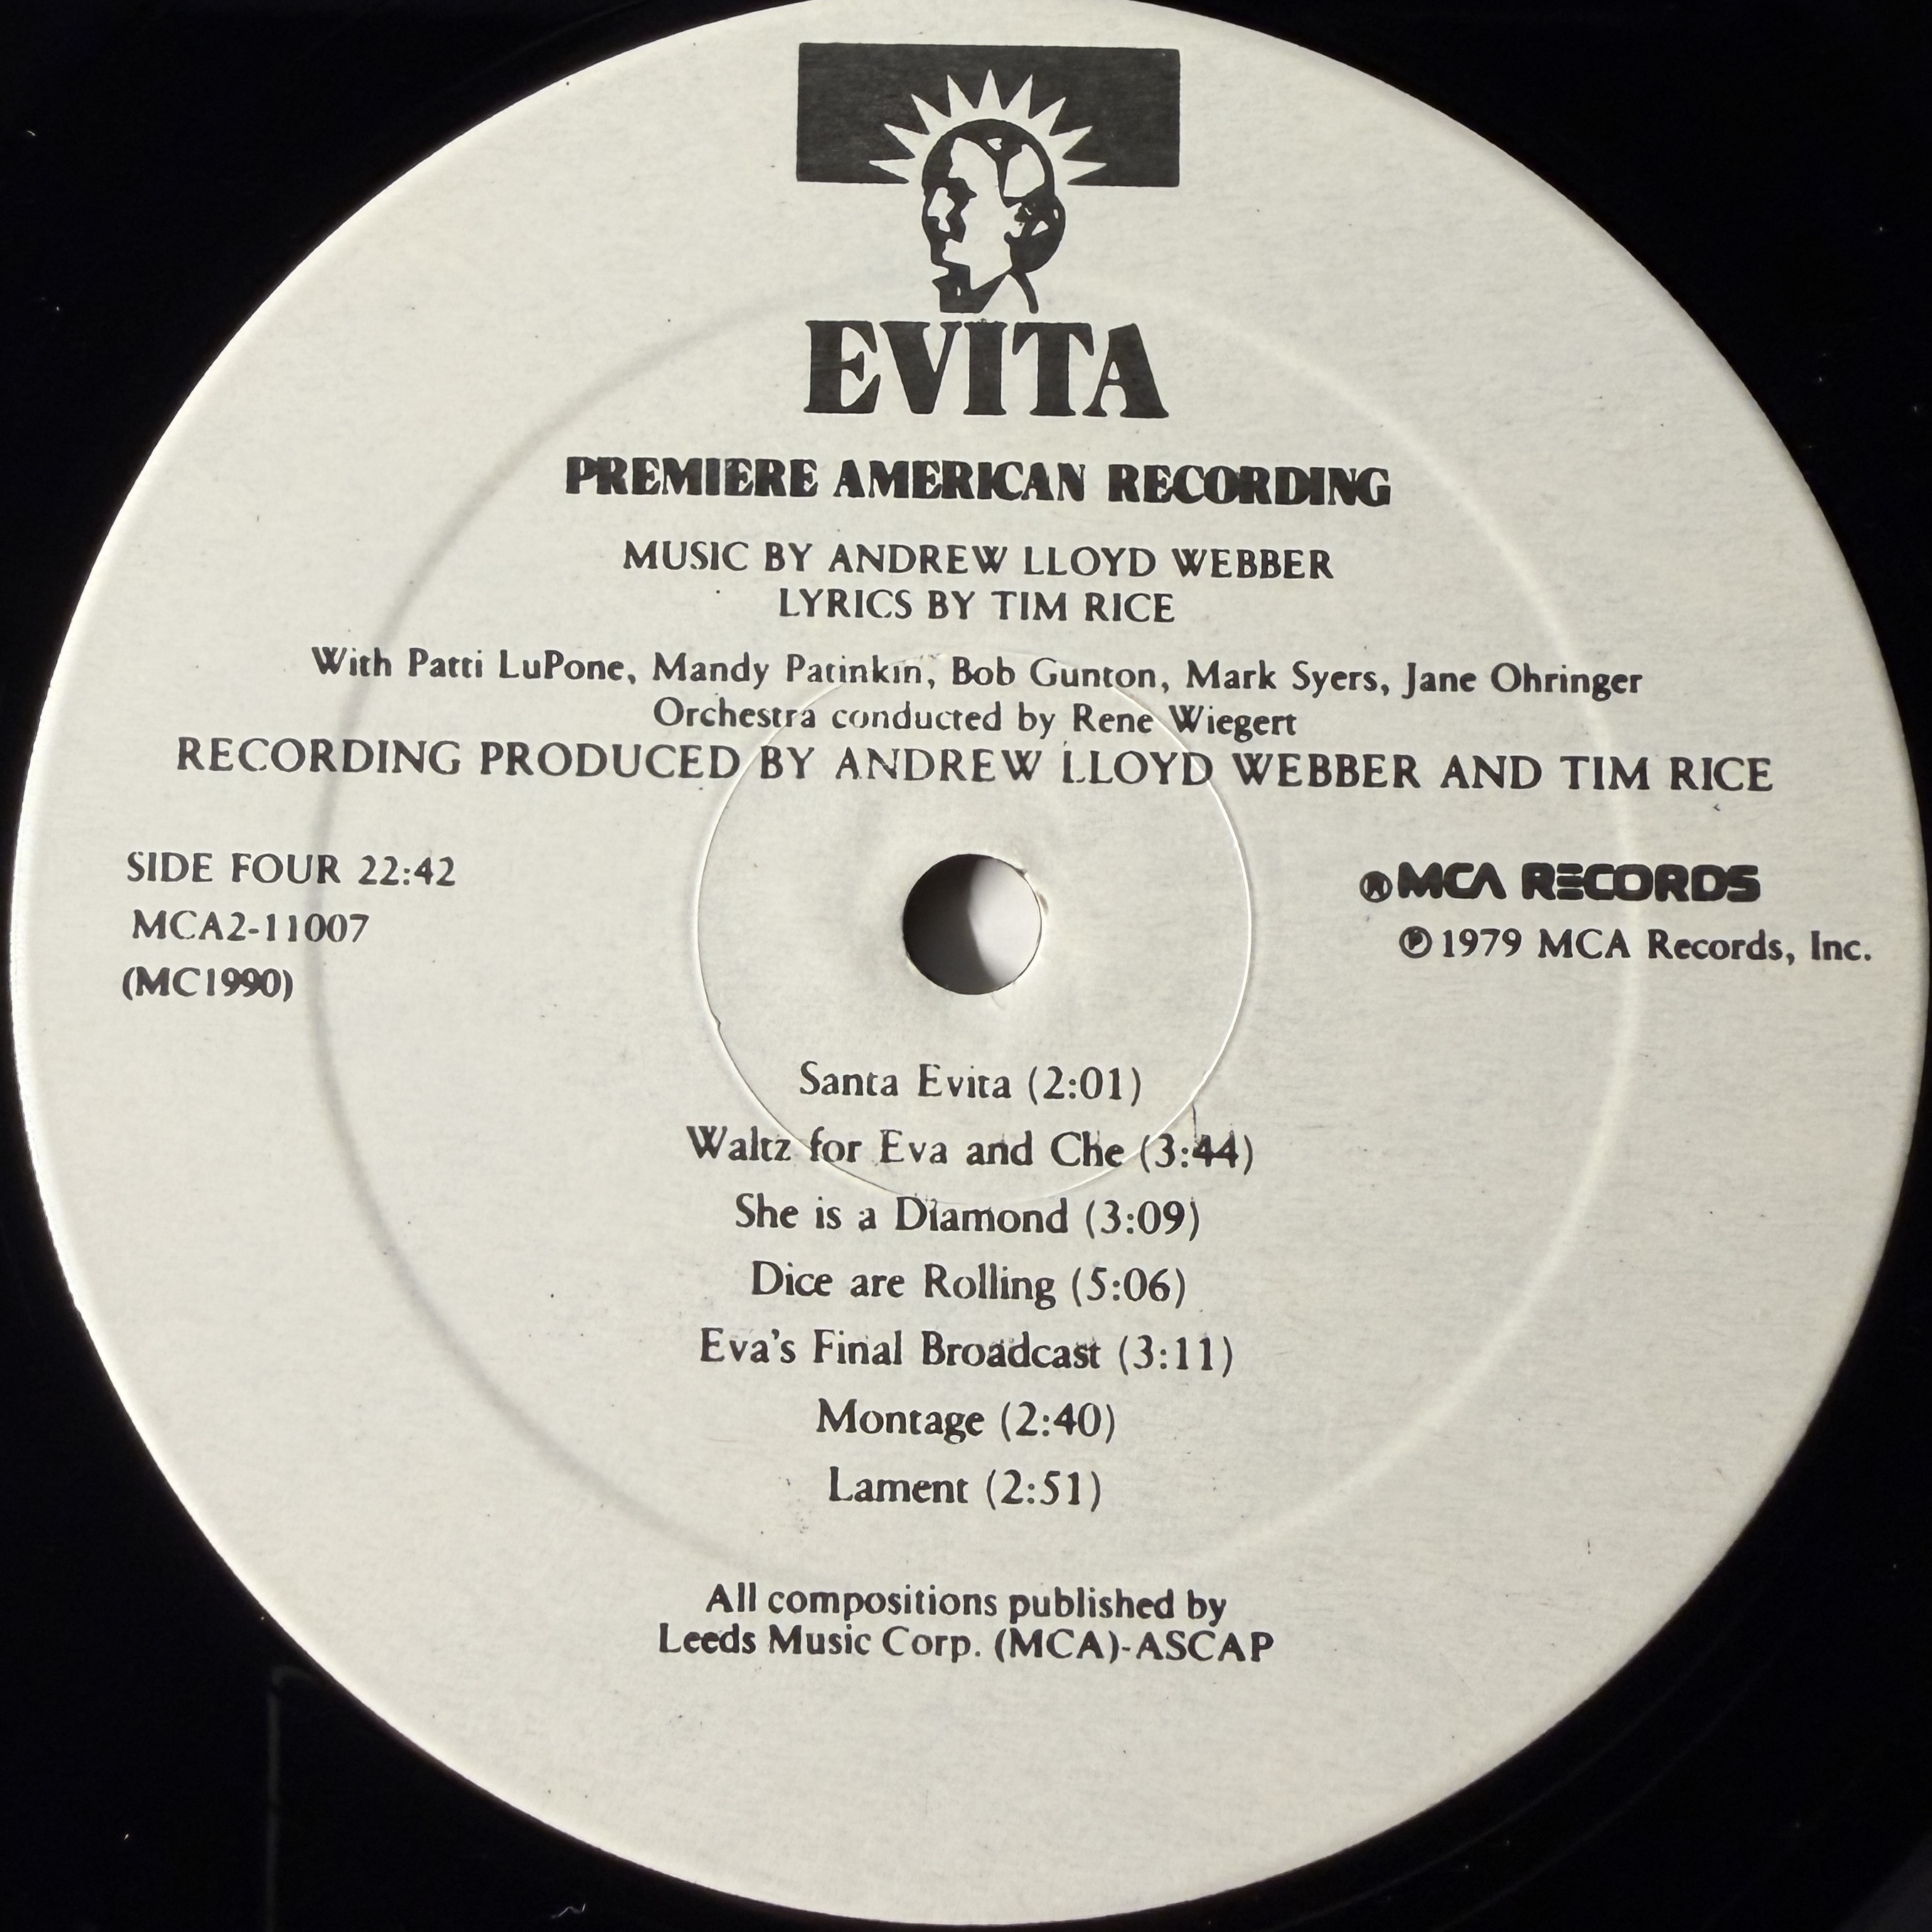 EVITA
PREMIERE AMERICAN RECORDING
MUSIC BY ANDREW LLOYD WEBBER
LYRICS BY TIM RICE
With Patti LuPone, Mandy Patinkin, Bob Gunton, Mark Syers, Jane Ohringer
Orchestra conducted by Rene Wiegert
RECORDING PRODUCED BY ANDREW LLOYD WEBBER AND TIM RICE
SIDE FOUR 22:42
MCA2-11007
(MC1990)
®MCA RECORDS
℗1979 MCA Records, Inc.
Santa Evita (2:01)
Waltz for Eva and Che (3:44)
She is a Diamond (3:09)
Dice are Rolling (5:06)
Eva's Final Broadcast (3:11)
Montage (2:40)
Lament (2:51)
All compositions published by
Leeds Music Corp. (MCA)-ASCAP